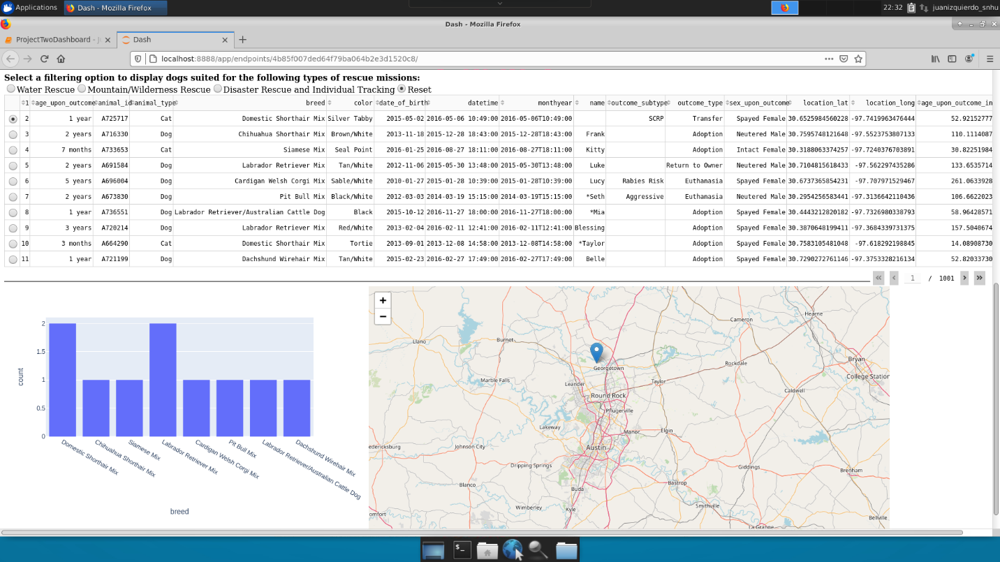 Applications Dash - Mozilla Firefox 22:32 juanizquierdo_snhu
Dash - Mozilla Firefox
ProjectTwoDashboard - Ju Dash
localhost:8888/app/endpoints/4b85f007ded64f79ba064b2e3d1520c8/
Select a filtering option to display dogs suited for the following types of rescue missions:
Water Rescue Mountain/Wilderness Rescue Disaster Rescue and Individual Tracking Reset
1 age_upon_outcome animal_id animal_type breed color date_of_birth datetime monthyear name outcome_subtype outcome_type sex_upon_outcome location_lat location_long age_upon_outcome_in
2 1 year A725717 Cat Domestic Shorthair Mix Silver Tabby 2015-05-02 2016-05-06 10:49:00 2016-05-06T10:49:00 SCRP Transfer Spayed Female 30.6525984560228 -97.7419963476444 52.92152777
3 2 years A716330 Dog Chihuahua Shorthair Mix Brown/White 2013-11-18 2015-12-28 18:43:00 2015-12-28T18:43:00 Frank Adoption Neutered Male 30.7595748121648 -97.5523753807133 110.1114087
4 7 months A733653 Cat Siamese Mix Seal Point 2016-01-25 2016-08-27 18:11:00 2016-08-27T18:11:00 Kitty Adoption Intact Female 30.3188063374257 -97.7240376703891 30.82251984
5 2 years A691584 Dog Labrador Retriever Mix Tan/White 2012-11-06 2015-05-30 13:48:00 2015-05-30T13:48:00 Luke Return to Owner Neutered Male 30.7104815618433 -97.562297435286 133.6535714
6 5 years A696004 Dog Cardigan Welsh Corgi Mix Sable/White 2010-01-27 2015-01-28 10:39:00 2015-01-28T10:39:00 Lucy Rabies Risk Euthanasia Spayed Female 30.6737365854231 -97.707971529467 261.0633928
7 2 years A673830 Dog Pit Bull Mix Black/White 2012-03-03 2014-03-19 15:15:00 2014-03-19T15:15:00 *Seth Aggressive Euthanasia Neutered Male 30.2954256583441 -97.3136642110436 106.6622023
8 1 year A736551 Dog Labrador Retriever/Australian Cattle Dog Black 2015-10-12 2016-11-27 18:00:00 2016-11-27T18:00:00 *Mia Adoption Spayed Female 30.4443212820182 -97.7326980338793 58.96428571
9 3 years A720214 Dog Labrador Retriever Mix Red/White 2013-02-04 2016-02-11 12:41:00 2016-02-11T12:41:00 Blessing Adoption Spayed Female 30.3870648199411 -97.3684339731375 157.5040674
10 3 months A664290 Cat Domestic Shorthair Mix Tortie 2013-09-01 2013-12-08 14:58:00 2013-12-08T14:58:00 *Taylor Adoption Spayed Female 30.7583105481048 -97.618292198845 14.08908730
11 1 year A721199 Dog Dachshund Wirehair Mix Tan/White 2015-02-23 2016-02-27 17:49:00 2016-02-27T17:49:00 Belle Adoption Spayed Female 30.7290272761146 -97.3753328216134 52.82033730
1 / 1001
count
2
1.5
1
0.5
0
Domestic Shorthair Mix
Chihuahua Shorthair Mix
Siamese Mix
Labrador Retriever Mix
Cardigan Welsh Corgi Mix
Pit Bull Mix
Labrador Retriever/Australian Cattle Dog
Dachshund Wirehair Mix
breed
+
−
Hearne
Cameron
Llano Burnet
Bryan
Rockdale
Georgetown
College Station
Marble Falls Leander Taylor
Caldwell
Round Rock
Pflugerville
Lakeway Manor Elgin
edericksburg Johnson City Austin
Dripping Springs Giddings
Brenham
Blanco Buda Bastrop
Wimberley Kyle Smithville
omfort Bellville
La Grange
$_